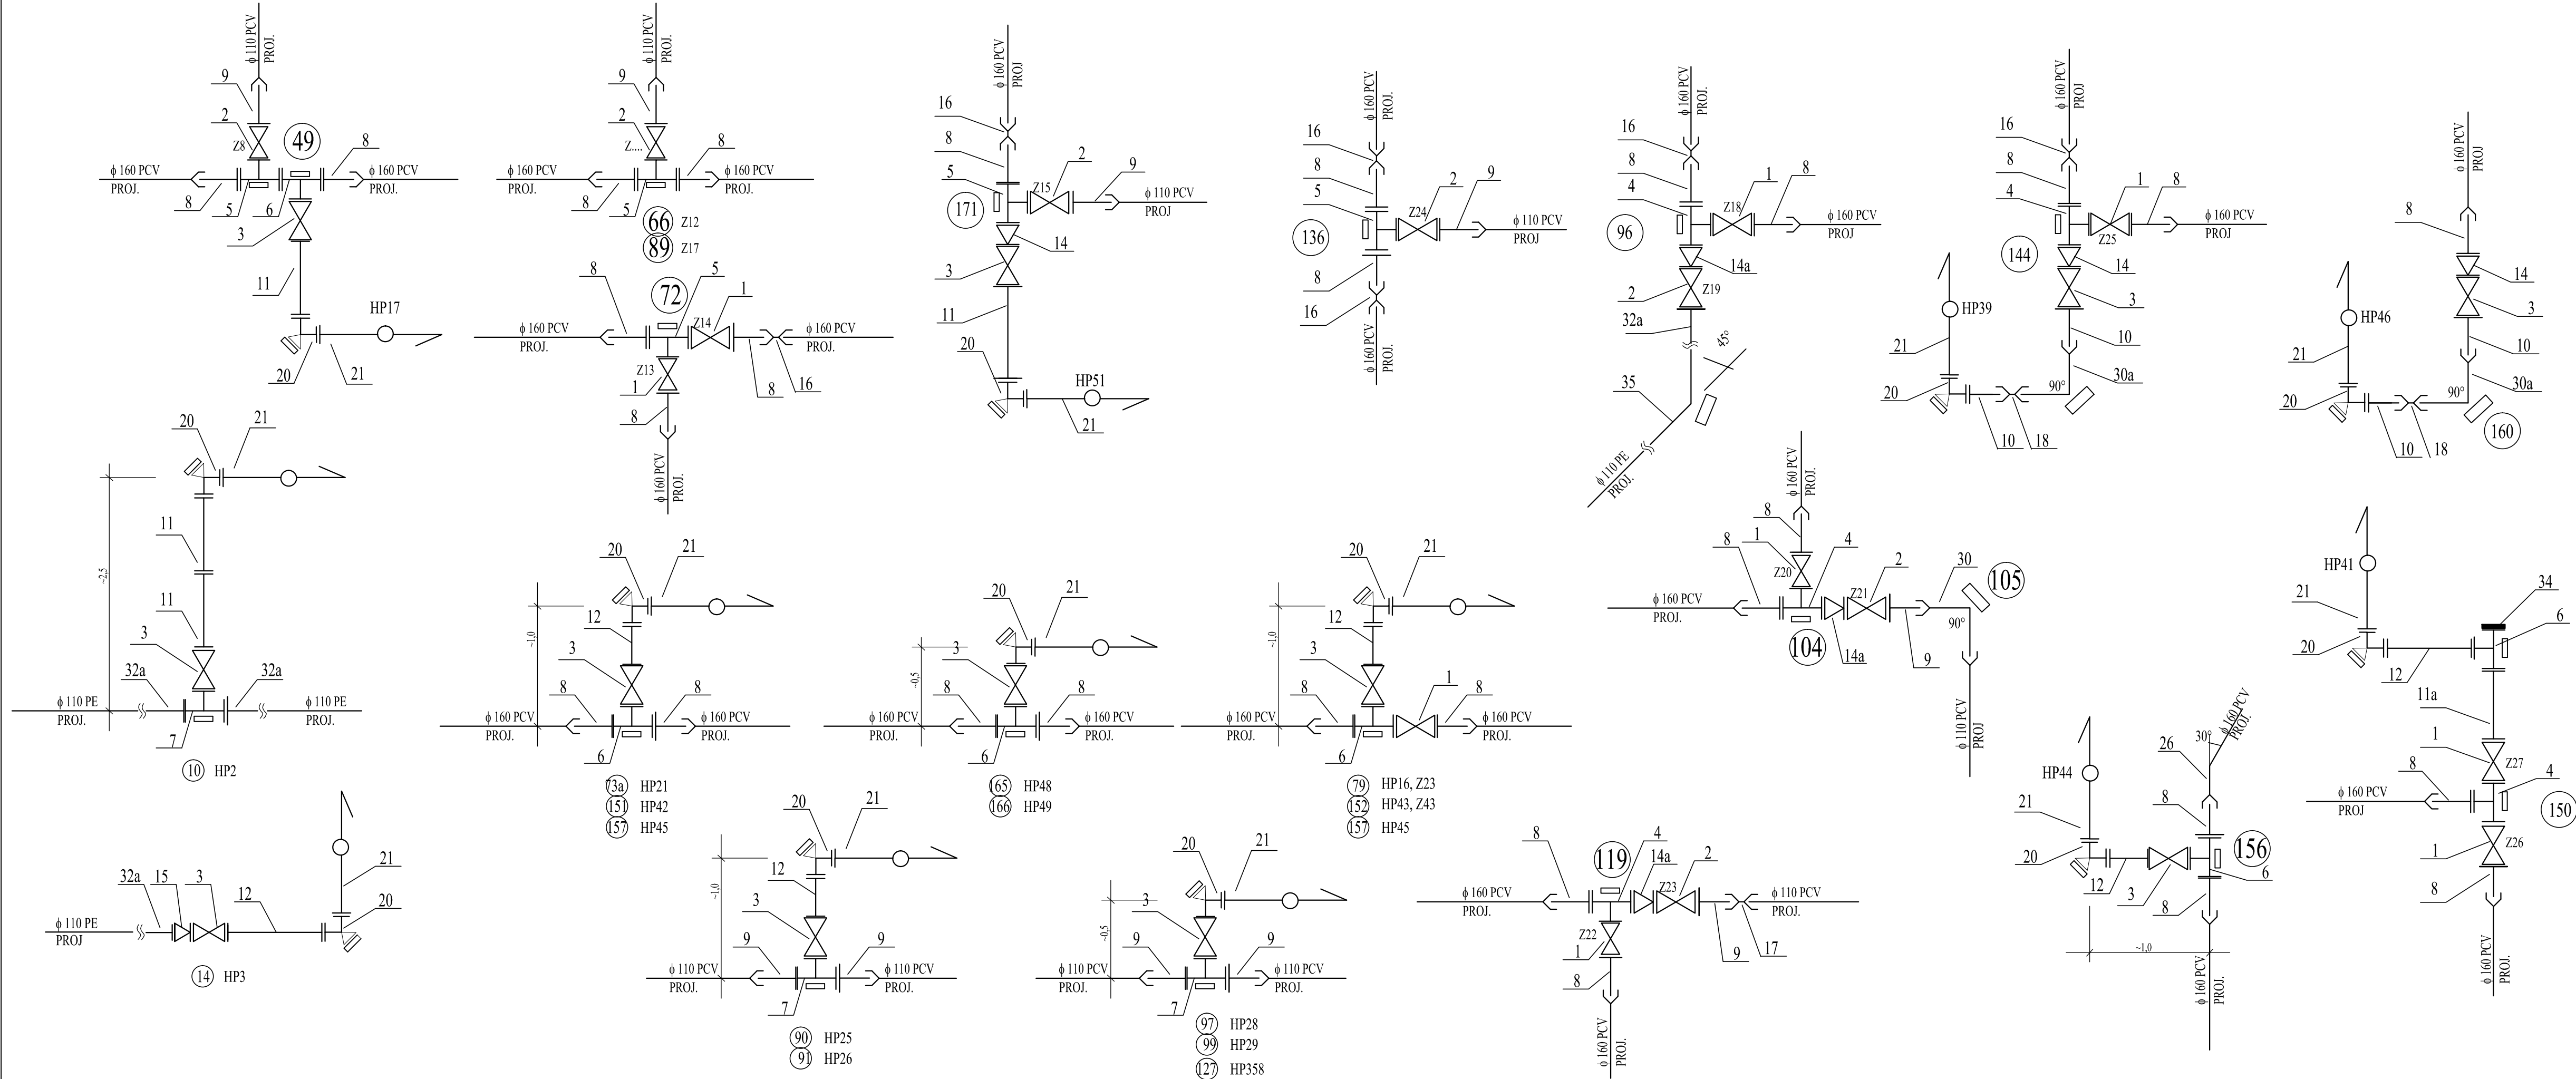 ϕ 110 PCV
PROJ.
9
2
Z8
49
8
ϕ 160 PCV
PROJ.
ϕ 160 PCV
PROJ.
8
5
6
3
11
HP17
20
21
ϕ 110 PCV
PROJ.
9
2
Z....
8
ϕ 160 PCV
PROJ.
ϕ 160 PCV
PROJ.
8
5
66 Z12
89 Z17
8
72
5
1
Z14
ϕ 160 PCV
PROJ.
ϕ 160 PCV
PROJ.
Z13
1
8
8
16
ϕ 160 PCV
PROJ.
ϕ 160 PCV
PROJ
16
8
5
171
Z15
2
9
ϕ 110 PCV
PROJ
14
3
11
20
HP51
21
ϕ 160 PCV
PROJ.
16
8
5
136
Z24
2
9
ϕ 110 PCV
PROJ
8
16
ϕ 160 PCV
PROJ.
ϕ 160 PCV
PROJ.
16
8
4
96
Z18
1
8
ϕ 160 PCV
PROJ
14a
2
Z19
32a
45°
35
ϕ 110 PE
PROJ.
ϕ 160 PCV
PROJ
16
8
4
144
Z25
1
8
ϕ 160 PCV
PROJ
14
3
10
30a
90°
HP39
21
20
10
18
ϕ 160 PCV
PROJ
8
14
3
10
30a
90°
HP46
21
20
10
18
160
20
21
~2,5
11
11
3
32a
32a
ϕ 110 PE
PROJ.
ϕ 110 PE
PROJ.
7
10 HP2
20
21
~1,0
12
3
8
8
ϕ 160 PCV
PROJ.
ϕ 160 PCV
PROJ.
6
73a HP21
151 HP42
157 HP45
20
21
~0,5
3
8
8
ϕ 160 PCV
PROJ.
ϕ 160 PCV
PROJ.
6
165 HP48
166 HP49
20
21
~1,0
12
3
1
8
8
ϕ 160 PCV
PROJ.
ϕ 160 PCV
PROJ.
6
79 HP16, Z23
152 HP43, Z43
157 HP45
ϕ 160 PCV
PROJ.
8
1
Z20
8
4
Z21
2
30
105
90°
ϕ 160 PCV
PROJ.
104
14a
9
ϕ 110 PCV
PROJ
HP41
21
20
12
34
6
11a
1
Z27
8
4
ϕ 160 PCV
PROJ
150
Z26
1
8
ϕ 160 PCV
PROJ.
32a
15
3
12
21
20
ϕ 110 PE
PROJ
14 HP3
20
21
~1,0
12
3
9
9
ϕ 110 PCV
PROJ.
ϕ 110 PCV
PROJ.
7
90 HP25
91 HP26
20
21
~0,5
3
9
9
ϕ 110 PCV
PROJ.
ϕ 110 PCV
PROJ.
7
97 HP28
99 HP29
127 HP358
8
119
4
14a
2
Z23
ϕ 160 PCV
PROJ.
ϕ 110 PCV
PROJ.
Z22
1
9
17
8
ϕ 160 PCV
PROJ.
ϕ 160 PCV
PROJ.
30°
26
HP44
21
8
20
12
3
156
6
8
~1,0
ϕ 160 PCV
PROJ.